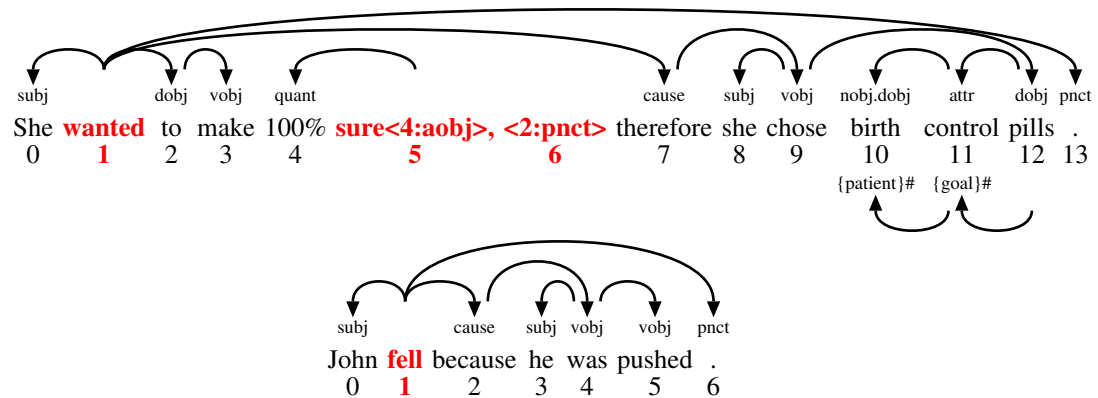 subj dobj vobj quant cause subj vobj nobj.dobj attr dobj pnct
She wanted to make 100% sure<4:aobj>, <2:pnct> therefore she chose birth control pills .
0 1 2 3 4 5 6 7 8 9 10 11 12 13
{patient}# {goal}#
subj cause subj vobj vobj pnct
John fell because he was pushed .
0 1 2 3 4 5 6